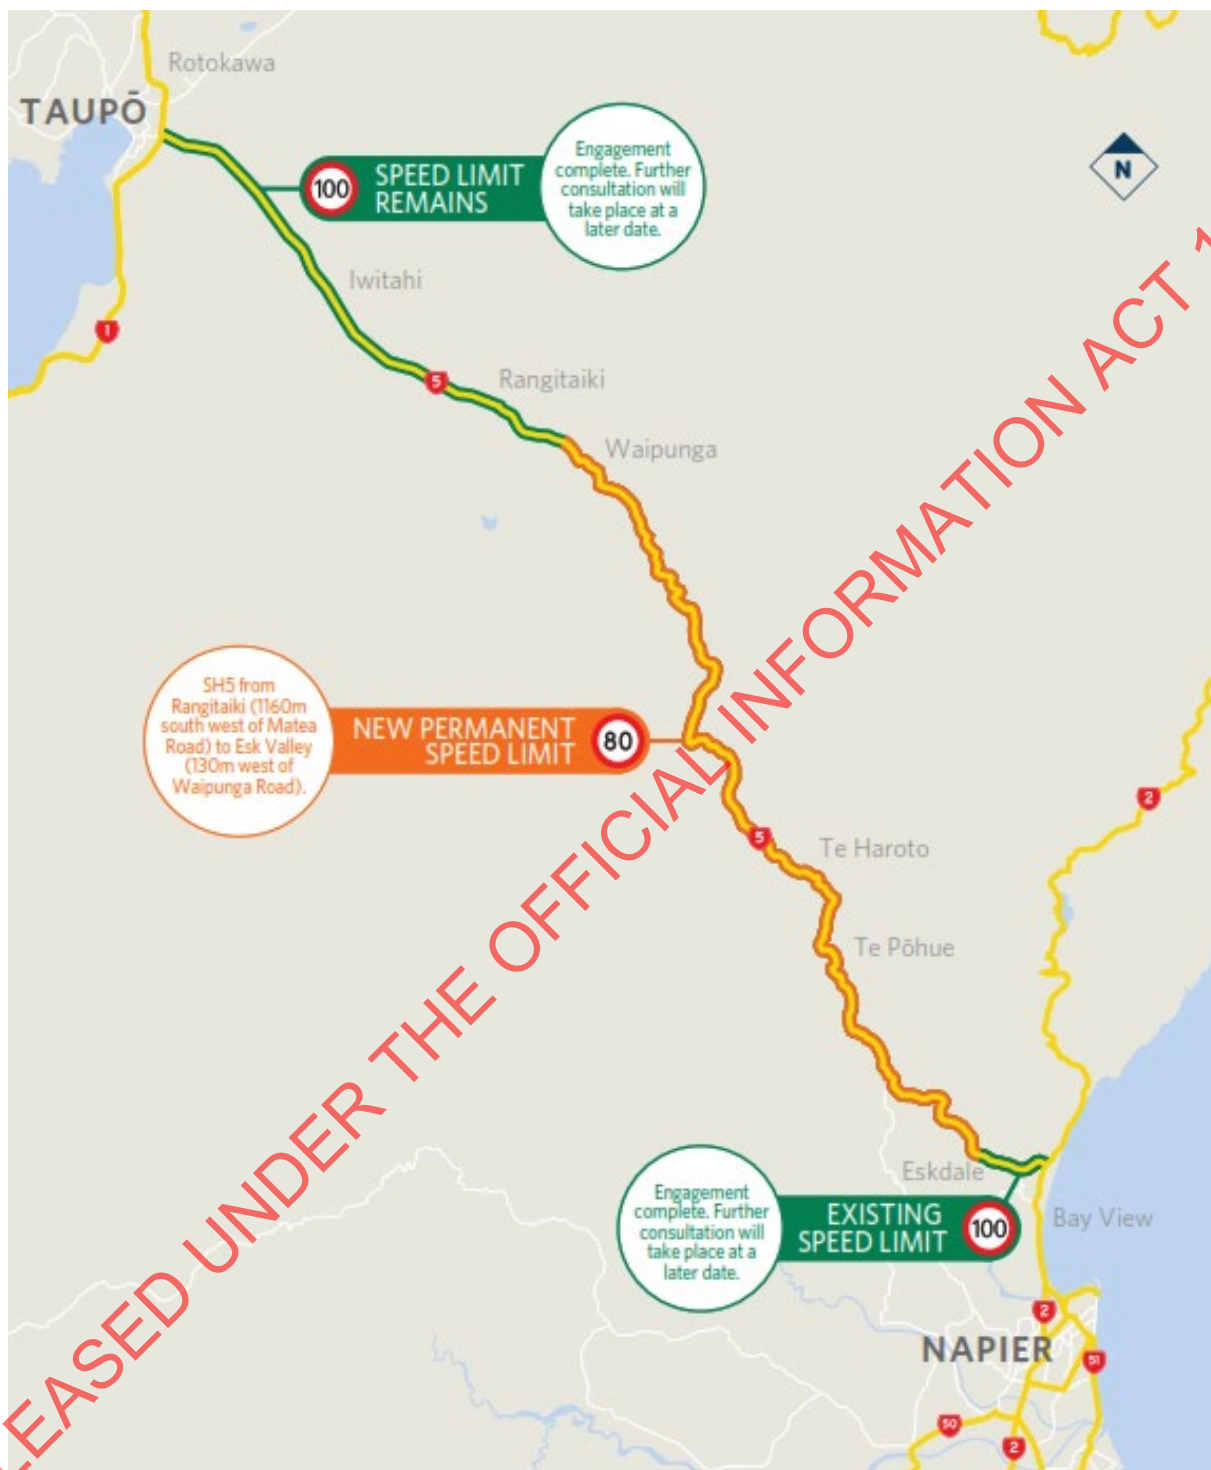 Rotokawa
TAUPŌ
100
SPEED LIMIT
REMAINS
Engagement
complete. Further
consultation will
take place at a
later date.
N
Iwitahi
1
5
Rangitaiki
Waipunga
SH5 from
Rangitaiki (1160m
south west of Matea
Road) to Esk Valley
(130m west of
Waipunga Road).
NEW PERMANENT
SPEED LIMIT
80
2
5
Te Haroto
Te Pōhue
Eskdale
Engagement
complete. Further
consultation will
take place at a
later date.
EXISTING
SPEED LIMIT
100
Bay View
2
NAPIER
51
50
2
LEASED UNDER THE OFFICIAL INFORMATION ACT 1